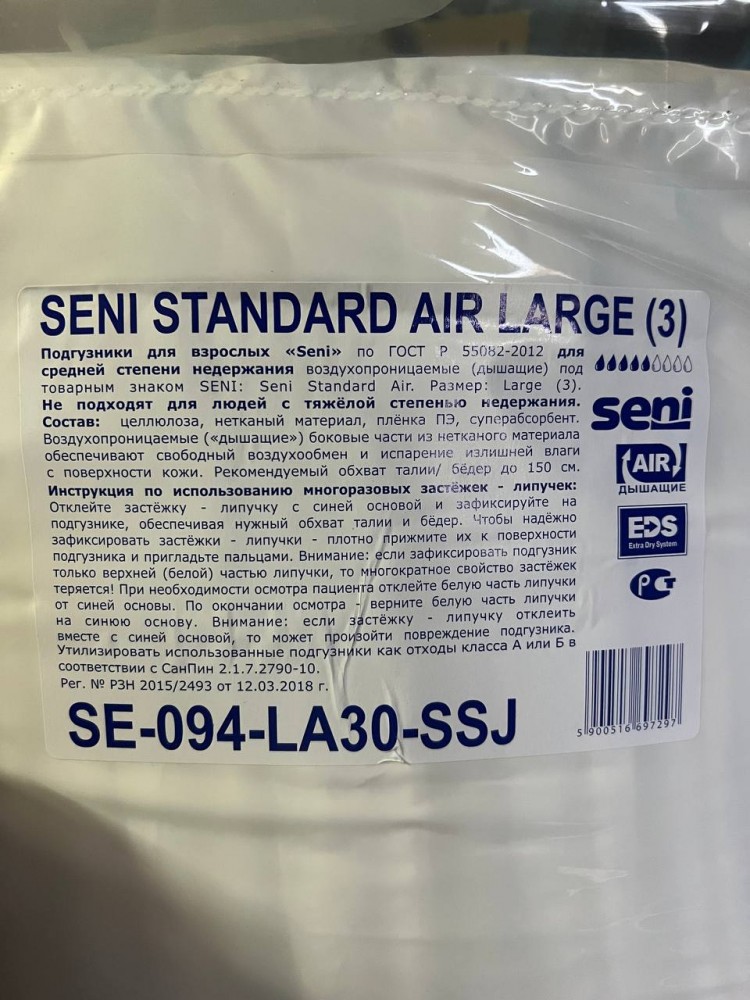 SENI STANDARD AIR LARGE (3)
Подгузники для взрослых «Seni» по ГОСТ Р 55082-2012 для
средней степени недержания воздухопроницаемые (дышащие) под
товарным знаком SENI: Seni Standard Air. Размер: Large (3).
Не подходят для людей с тяжёлой степенью недержания.
Состав: целлюлоза, нетканый материал, плёнка ПЭ, суперабсорбент.
Воздухопроницаемые («дышащие») боковые части из нетканого материала
обеспечивают свободный воздухообмен и испарение излишней влаги
с поверхности кожи. Рекомендуемый обхват талии/ бёдер до 150 см.
Инструкция по использованию многоразовых застёжек - липучек:
Отклейте застёжку - липучку с синей основой и зафиксируйте на
подгузнике, обеспечивая нужный обхват талии и бёдер. Чтобы надёжно
зафиксировать застёжки - липучки - плотно прижмите их к поверхности
подгузника и пригладьте пальцами. Внимание: если зафиксировать подгузник
только верхней (белой) частью липучки, то многократное свойство застёжек
теряется! При необходимости осмотра пациента отклейте белую часть липучки
от синей основы. По окончании осмотра - верните белую часть липучки
на синюю основу. Внимание: если застёжку - липучку отклеить
вместе с синей основой, то может произойти повреждение подгузника.
Утилизировать использованные подгузники как отходы класса А или Б в
соответствии с СанПин 2.1.7.2790-10.
Рег. № РЗН 2015/2493 от 12.03.2018 г.
SE-094-LA30-SSJ
seni
AIR
ДЫШАЩИЕ
EDS
Extra Dry System
РСТ
5 900516 697297